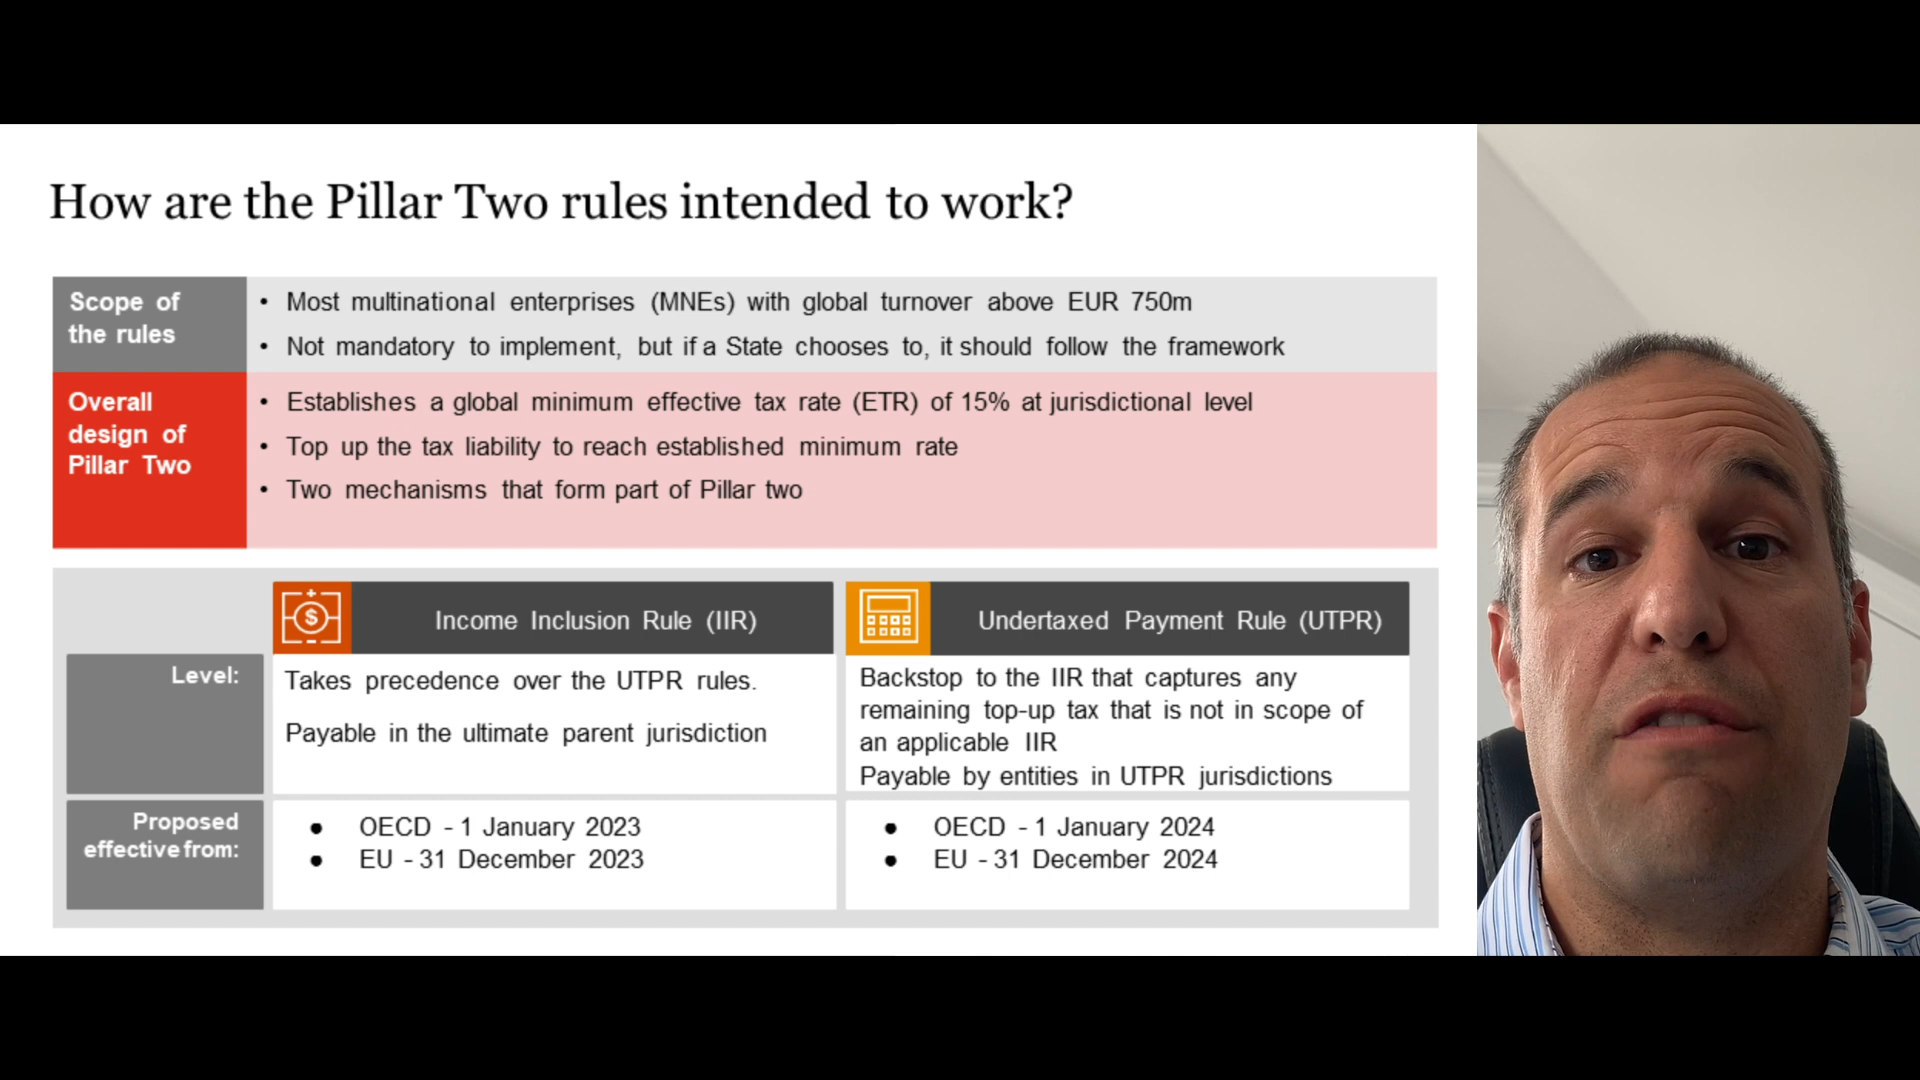 How are the Pillar Two rules intended to work?
Scope of
the rules
• Most multinational enterprises (MNEs) with global turnover above EUR 750m
• Not mandatory to implement, but if a State chooses to, it should follow the framework
Overall
design of
Pillar Two
• Establishes a global minimum effective tax rate (ETR) of 15% at jurisdictional level
• Top up the tax liability to reach established minimum rate
• Two mechanisms that form part of Pillar two
$
Income Inclusion Rule (IIR)
Undertaxed Payment Rule (UTPR)
Level:
Takes precedence over the UTPR rules.
Payable in the ultimate parent jurisdiction
Backstop to the IIR that captures any
remaining top-up tax that is not in scope of
an applicable IIR
Payable by entities in UTPR jurisdictions
Proposed
effective from:
● OECD - 1 January 2023
● EU - 31 December 2023
● OECD - 1 January 2024
● EU - 31 December 2024